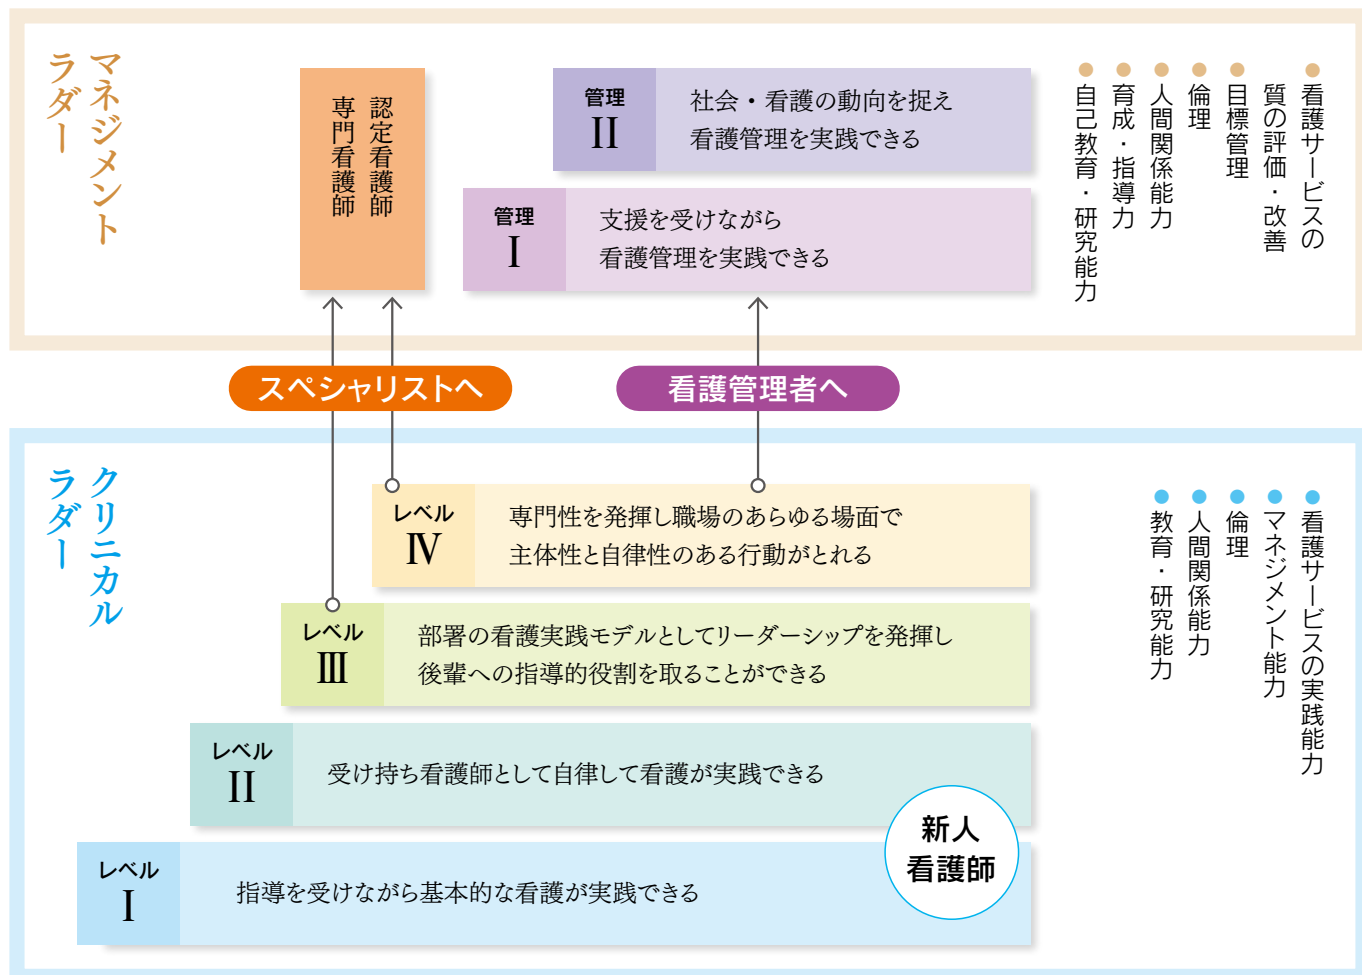 マネジメント
ラダー
認定看護師
専門看護師
管理
II
社会・看護の動向を捉え
看護管理を実践できる
管理
I
支援を受けながら
看護管理を実践できる
● 看護サービスの
質の評価・改善
● 目標管理
● 倫理
● 人間関係能力
● 育成・指導力
● 自己教育・研究能力
スペシャリストへ
看護管理者へ
クリニカル
ラダー
レベル
IV
専門性を発揮し職場のあらゆる場面で
主体性と自律性のある行動がとれる
レベル
III
部署の看護実践モデルとしてリーダーシップを発揮し
後輩への指導的役割を取ることができる
レベル
II
受け持ち看護師として自律して看護が実践できる
レベル
I
指導を受けながら基本的な看護が実践できる
新人
看護師
● 看護サービスの実践能力
● マネジメント能力
● 倫理
● 人間関係能力
● 教育・研究能力